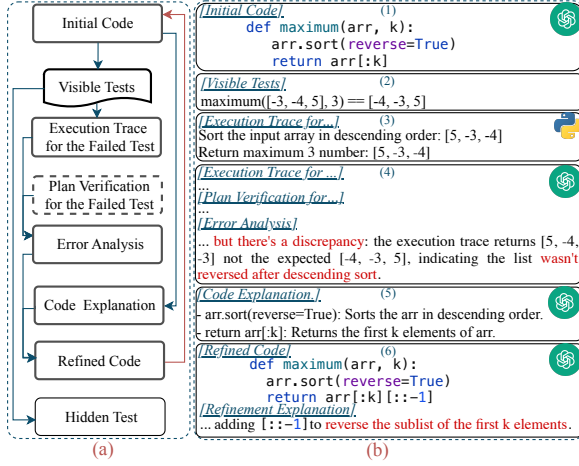 Initial Code
Visible Tests
Execution Trace
for the Failed Test
Plan Verification
for the Failed Test
Error Analysis
Code Explanation
Refined Code
Hidden Test
(a)
[Initial Code]
(1)
def maximum(arr, k):
arr.sort(reverse=True)
return arr[:k]
[Visible Tests]
(2)
maximum([-3, -4, 5], 3) == [-4, -3, 5]
[Execution Trace for...]
(3)
Sort the input array in descending order: [5, -3, -4]
Return maximum 3 number: [5, -3, -4]
[Execution Trace for ...]
(4)
...
[Plan Verification for...]
...
[Error Analysis]
... but there's a discrepancy: the execution trace returns [5, -4,
-3] not the expected [-4, -3, 5], indicating the list wasn't
reversed after descending sort.
[Code Explanation.]
(5)
- arr.sort(reverse=True): Sorts the arr in descending order.
- return arr[:k]: Returns the first k elements of arr.
[Refined Code]
(6)
def maximum(arr, k):
arr.sort(reverse=True)
return arr[:k][::-1]
[Refinement Explanation]
... adding [::-1] to reverse the sublist of the first k elements.
(b)